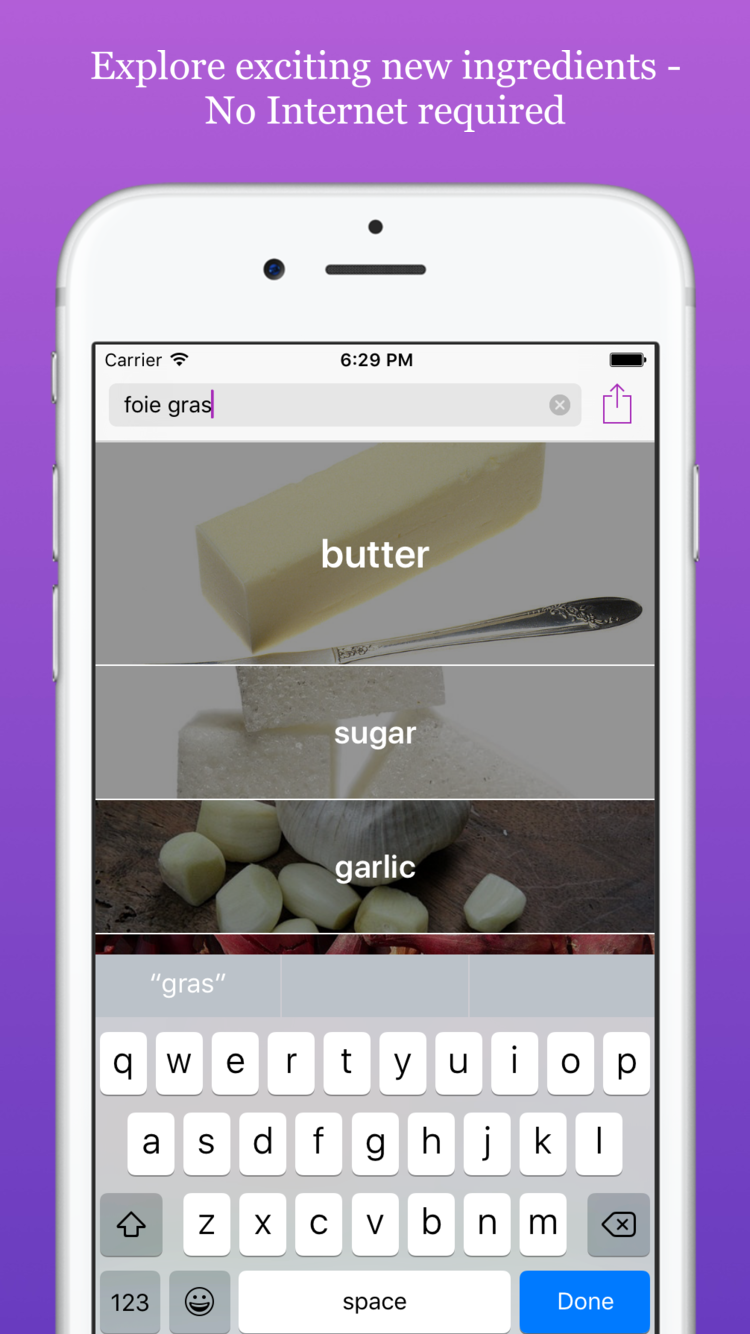 Explore exciting new ingredients -
No Internet required
Carrier 6:29 PM
foie gras
butter
sugar
garlic
“gras”
q w e r t y u i o p
a s d f g h j k l
z x c v b n m
123 space Done